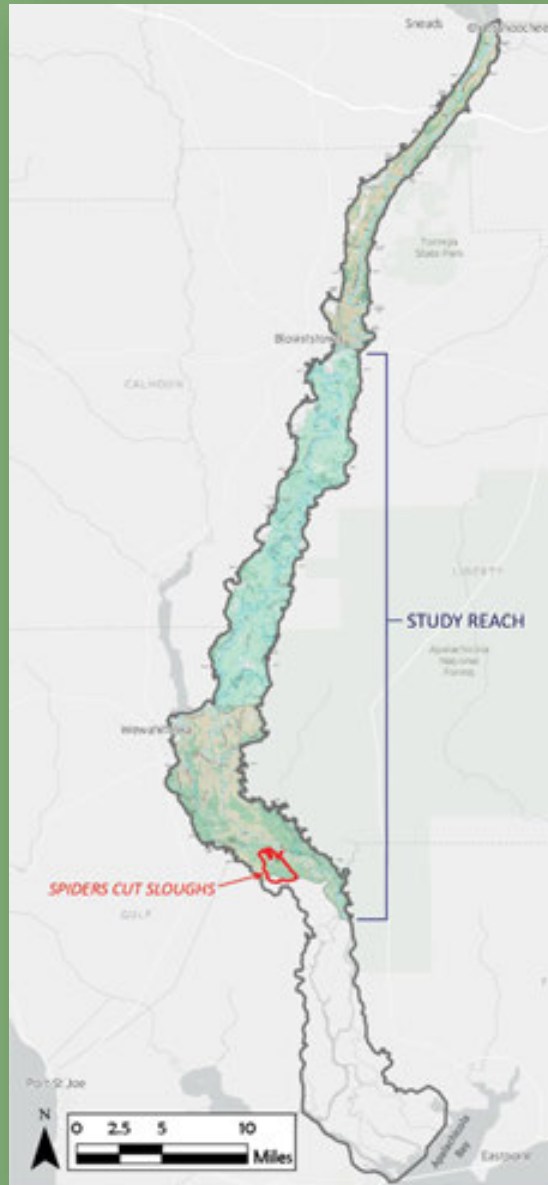 Sneads
Torreya
State Park
Blountstown
CALHOUN
LIBERTY
STUDY REACH
Apalachicola
National
Forest
Wewahitchka
SPIDERS CUT SLOUGHS
GULF
Port St Joe
N
0 2.5 5 10
Miles
Apalachicola
Bay
Eastpoint